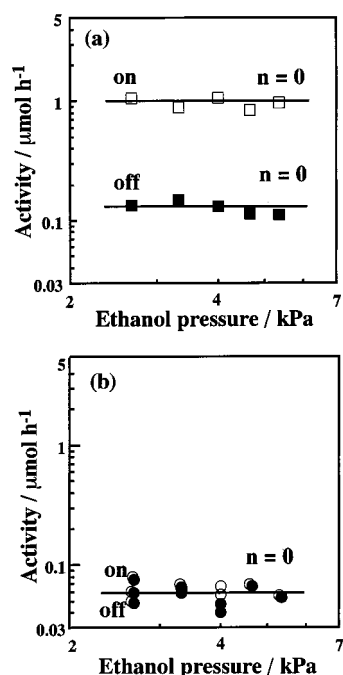 (a)
5
on
n = 0
1
off
n = 0
0.1
0.03
2
4
7
Activity / μmol h⁻¹
Ethanol pressure / kPa
(b)
5
1
on
n = 0
0.1
off
0.03
2
4
7
Activity / μmol h⁻¹
Ethanol pressure / kPa